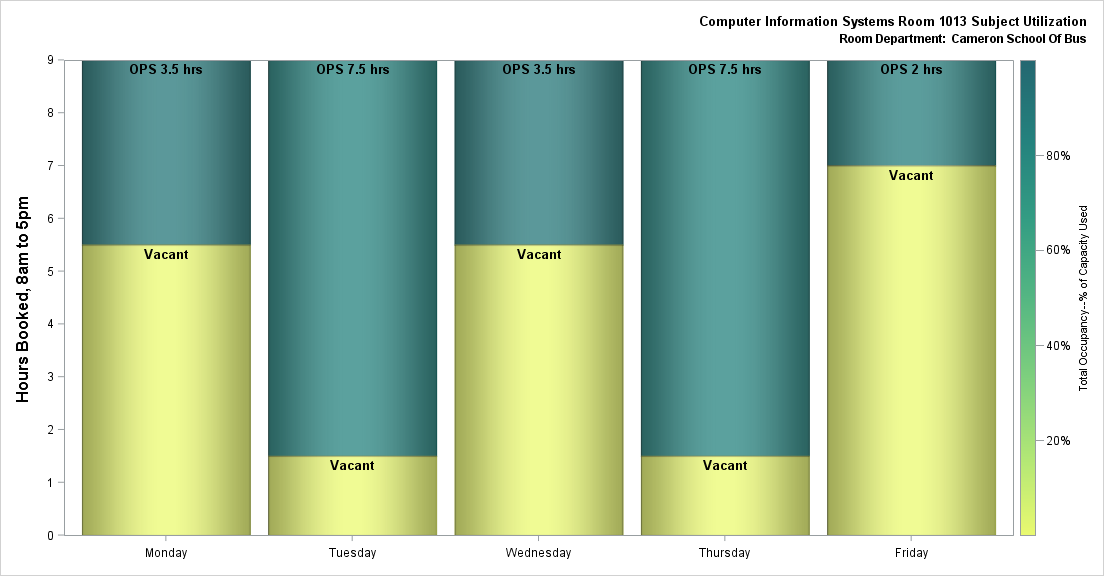 Computer Information Systems Room 1013 Subject Utilization
Room Department: Cameron School Of Bus
Hours Booked, 8am to 5pm
9
8
7
6
5
4
3
2
1
0
OPS 3.5 hrs
Vacant
OPS 7.5 hrs
Vacant
OPS 3.5 hrs
Vacant
OPS 7.5 hrs
Vacant
OPS 2 hrs
Vacant
Monday
Tuesday
Wednesday
Thursday
Friday
80%
60%
40%
20%
Total Occupancy--% of Capacity Used